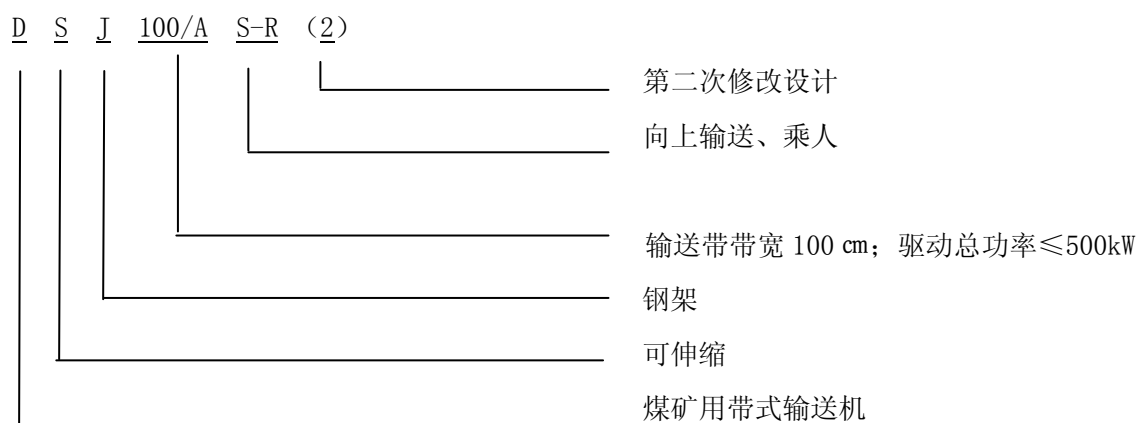 D S J 100/A S-R （2）
第二次修改设计
向上输送、乘人
输送带带宽 100 ㎝；驱动总功率≤500kW
钢架
可伸缩
煤矿用带式输送机